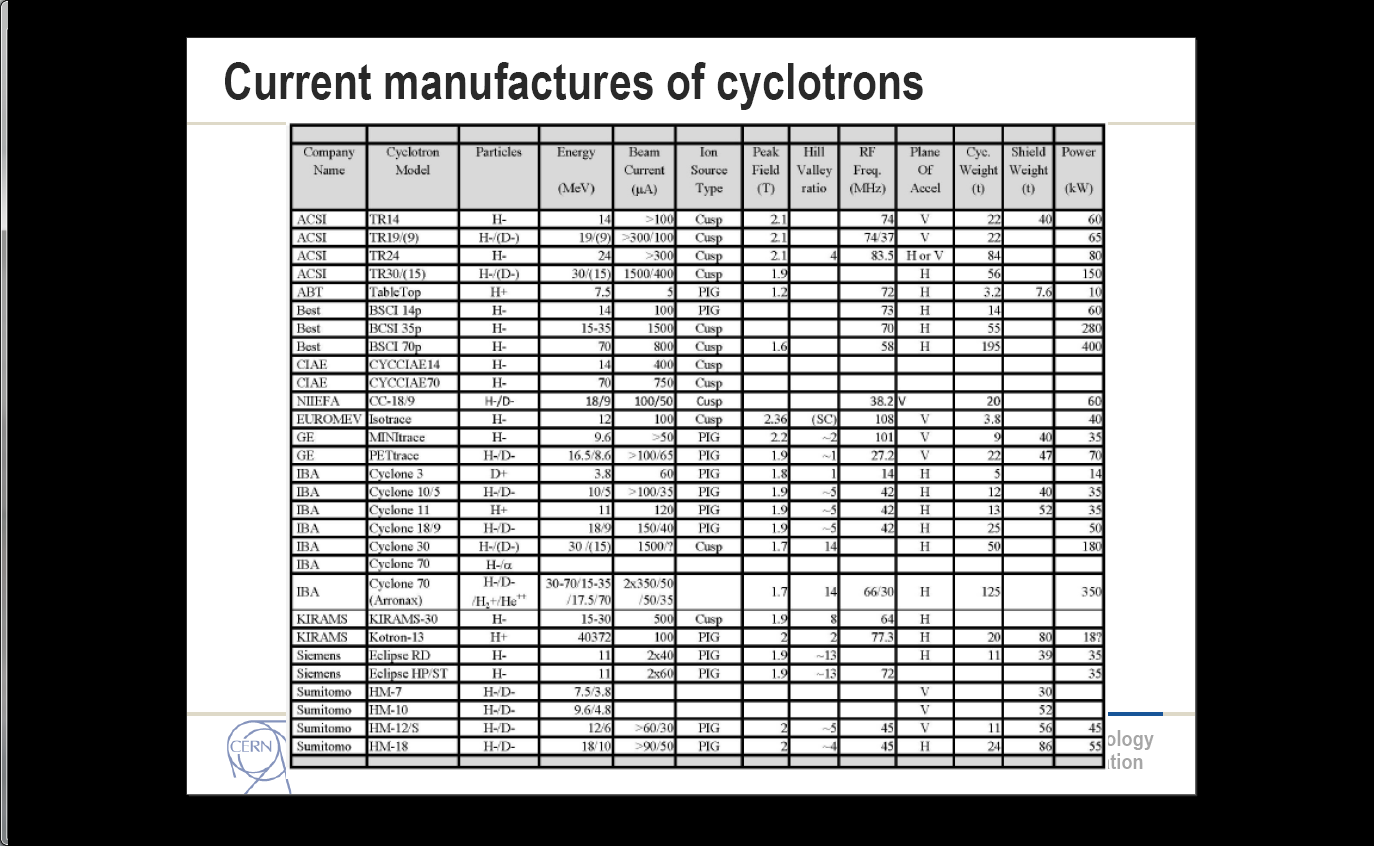 Current manufactures of cyclotrons
Company Name Cyclotron Model Particles Energy (MeV) Beam Current (μA) Ion Source Type Peak Field (T) Hill Valley ratio RF Freq. (MHz) Plane Of Accel Cyc. Weight (t) Shield Weight (t) Power (kW)
ACSI TR14 H- 14 >100 Cusp 2.1 74 V 22 40 60
ACSI TR19/(9) H-/(D-) 19/(9) >300/100 Cusp 2.1 74/37 V 22 65
ACSI TR24 H- 24 >300 Cusp 2.1 4 83.5 H or V 84 80
ACSI TR30/(15) H-/(D-) 30/(15) 1500/400 Cusp 1.9 H 56 150
ABT TableTop H+ 7.5 5 PIG 1.2 72 H 3.2 7.6 10
Best BSCI 14p H- 14 100 PIG 73 H 14 60
Best BCSI 35p H- 15-35 1500 Cusp 70 H 55 280
Best BSCI 70p H- 70 800 Cusp 1.6 58 H 195 400
CIAE CYCCIAE14 H- 14 400 Cusp
CIAE CYCCIAE70 H- 70 750 Cusp
NIIEFA CC-18/9 H-/D- 18/9 100/50 Cusp 38.2 V 20 60
EUROMEV Isotrace H- 12 100 Cusp 2.36 (SC) 108 V 3.8 40
GE MINItrace H- 9.6 >50 PIG 2.2 ~2 101 V 9 40 35
GE PETtrace H-/D- 16.5/8.6 >100/65 PIG 1.9 ~1 27.2 V 22 47 70
IBA Cyclone 3 D+ 3.8 60 PIG 1.8 1 14 H 5 14
IBA Cyclone 10/5 H-/D- 10/5 >100/35 PIG 1.9 ~5 42 H 12 40 35
IBA Cyclone 11 H+ 11 120 PIG 1.9 ~5 42 H 13 52 35
IBA Cyclone 18/9 H-/D- 18/9 150/40 PIG 1.9 ~5 42 H 25 50
IBA Cyclone 30 H-/(D-) 30 /(15) 1500/? Cusp 1.7 14 H 50 180
IBA Cyclone 70 H-/α
IBA Cyclone 70 (Arronax) H-/D- /H₂+/He⁺⁺ 30-70/15-35 /17.5/70 2x350/50 /50/35 1.7 14 66/30 H 125 350
KIRAMS KIRAMS-30 H- 15-30 500 Cusp 1.9 8 64 H
KIRAMS Kotron-13 H+ 40372 100 PIG 2 2 77.3 H 20 80 18?
Siemens Eclipse RD H- 11 2x40 PIG 1.9 ~13 H 11 39 35
Siemens Eclipse HP/ST H- 11 2x60 PIG 1.9 ~13 72 35
Sumitomo HM-7 H-/D- 7.5/3.8 V 30
Sumitomo HM-10 H-/D- 9.6/4.8 V 52
Sumitomo HM-12/S H-/D- 12/6 >60/30 PIG 2 ~5 45 V 11 56 45
Sumitomo HM-18 H-/D- 18/10 >90/50 PIG 2 ~4 45 H 24 86 55
CERN
ology
tion